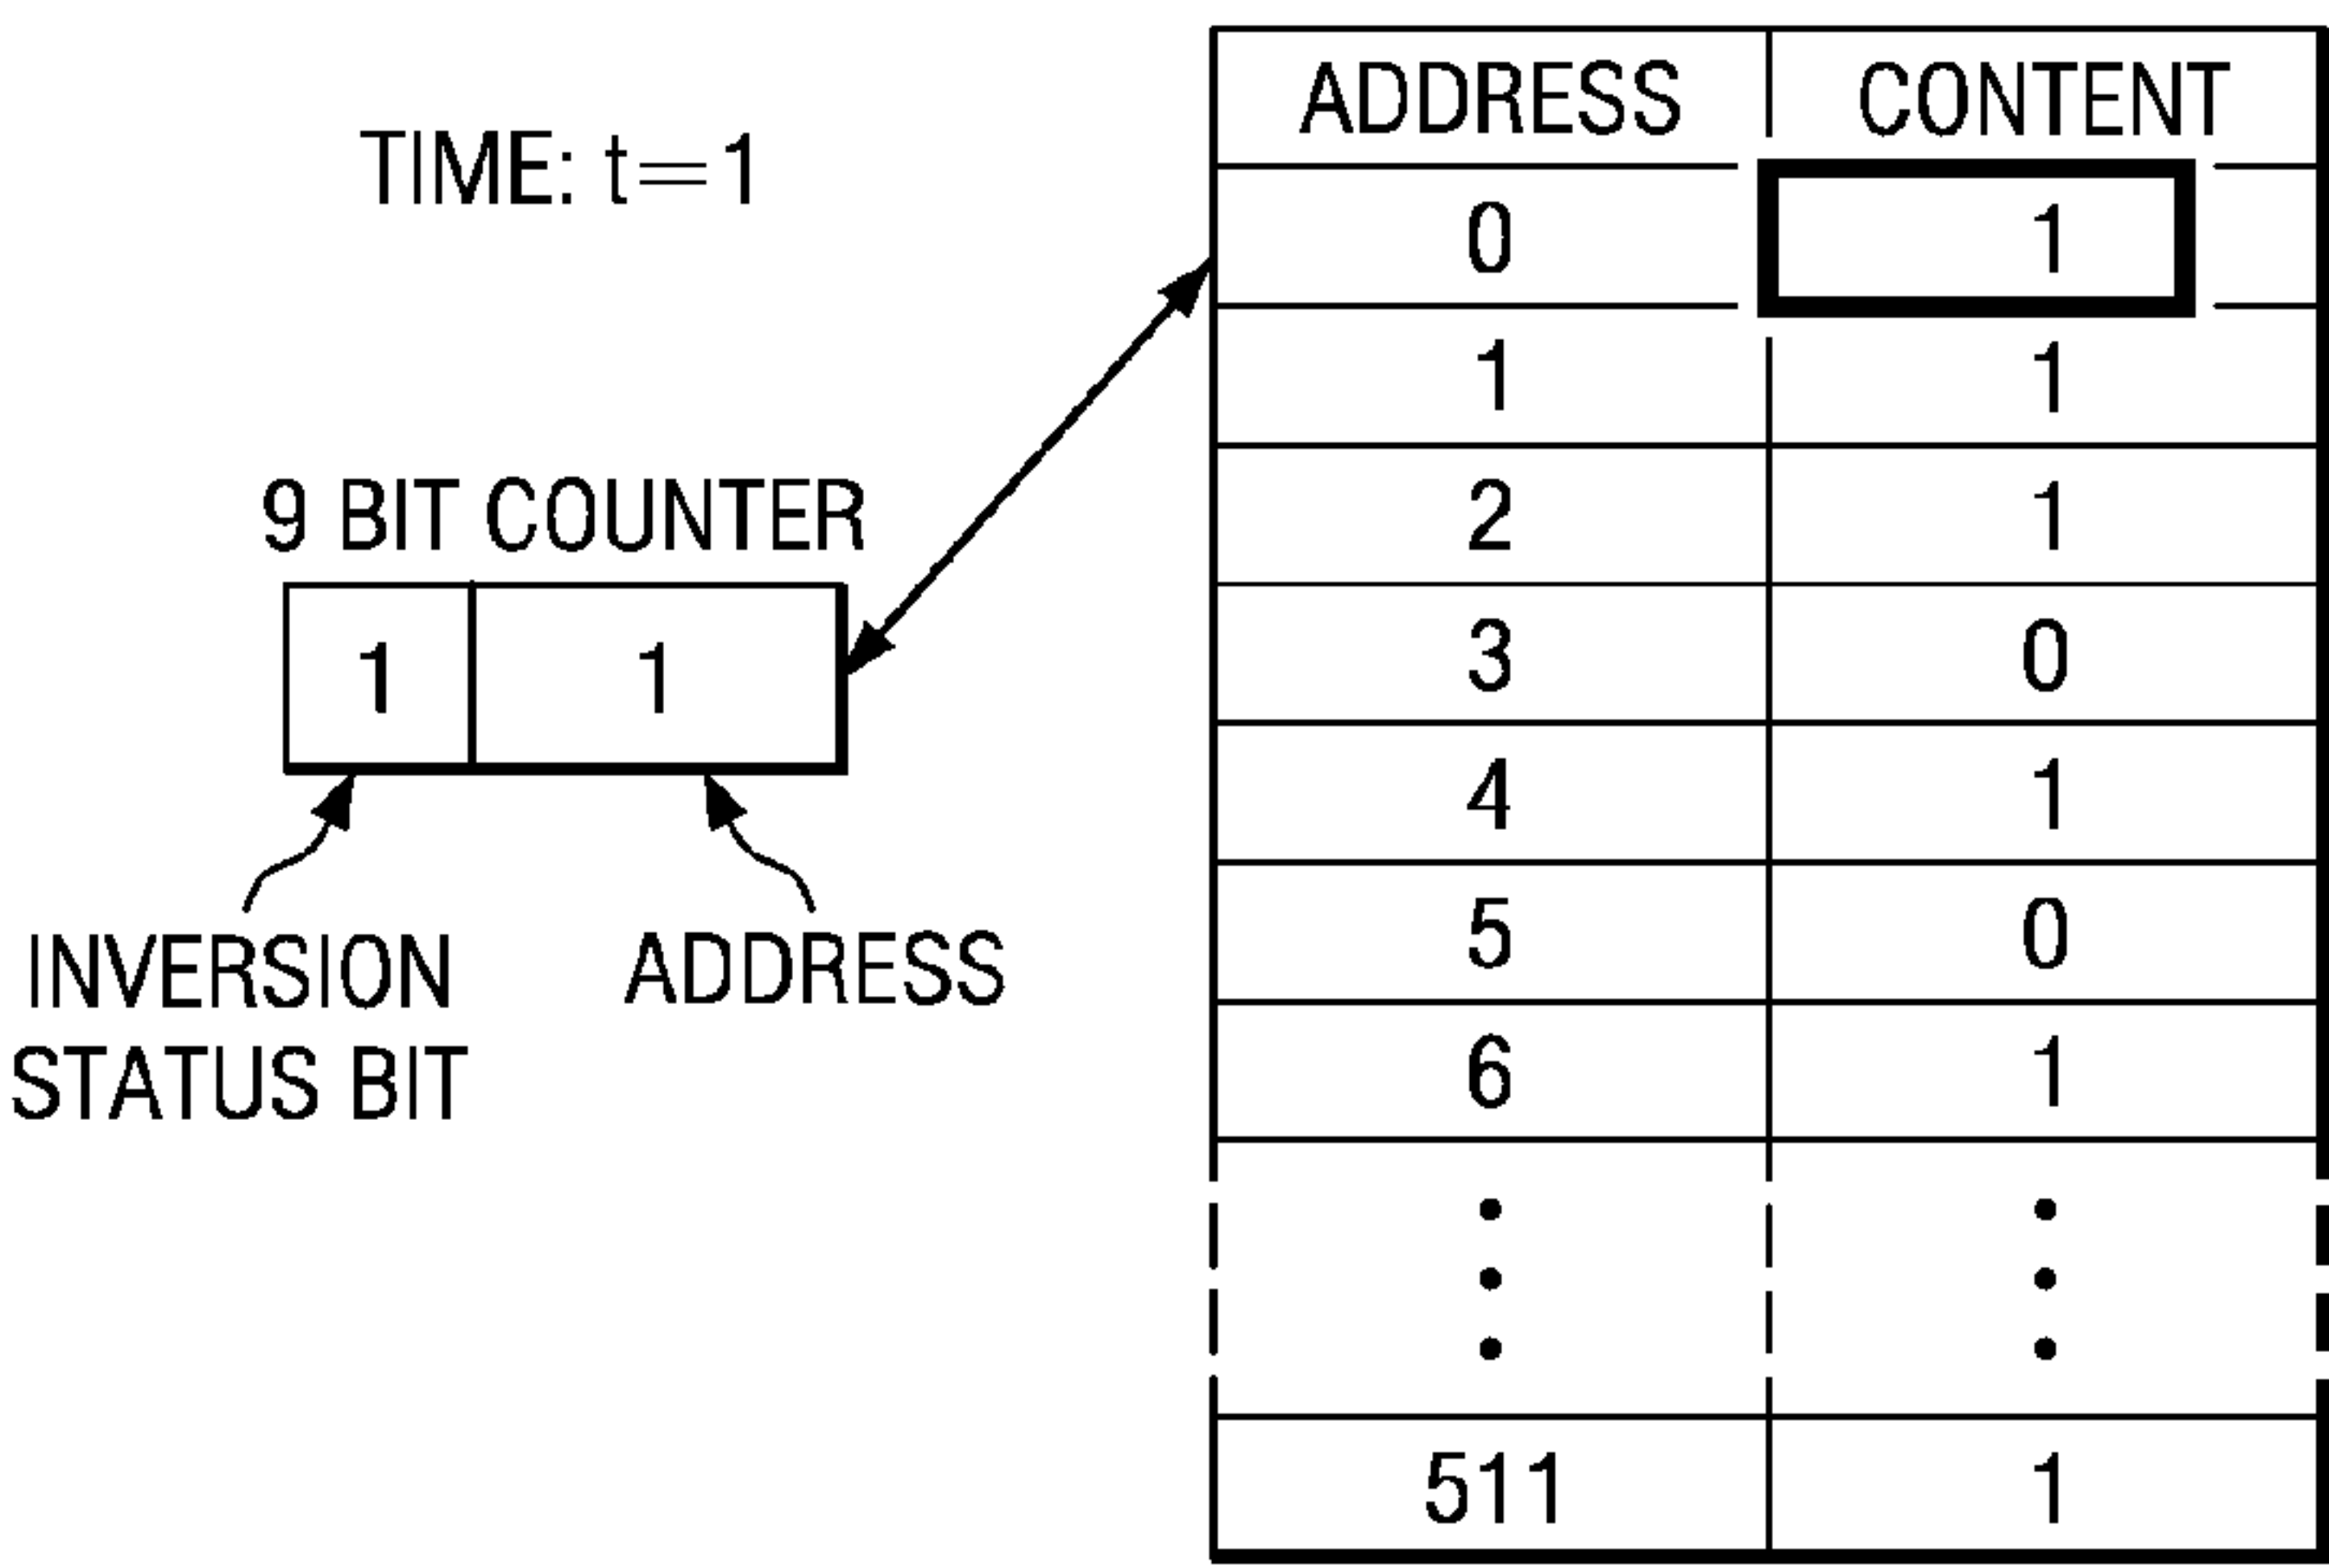 TIME: t=1
9 BIT COUNTER
1 1
INVERSION
STATUS BIT
ADDRESS
ADDRESS CONTENT
0 1
1 1
2 1
3 0
4 1
5 0
6 1
511 1